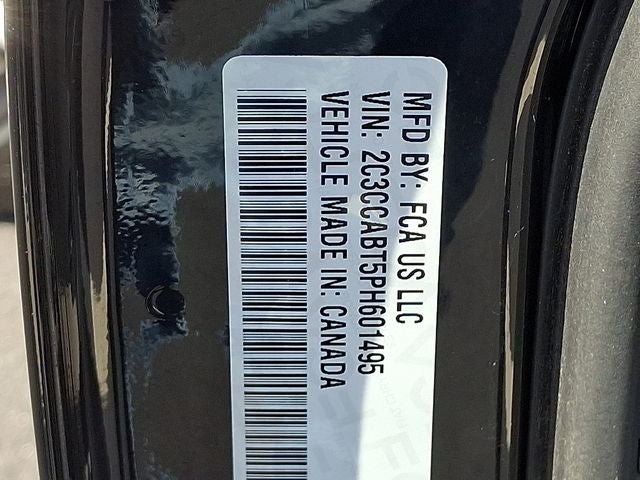 MFD BY: FCA US LLC
VIN: 2C3CCABT5PH601495
VEHICLE MADE IN: CANADA